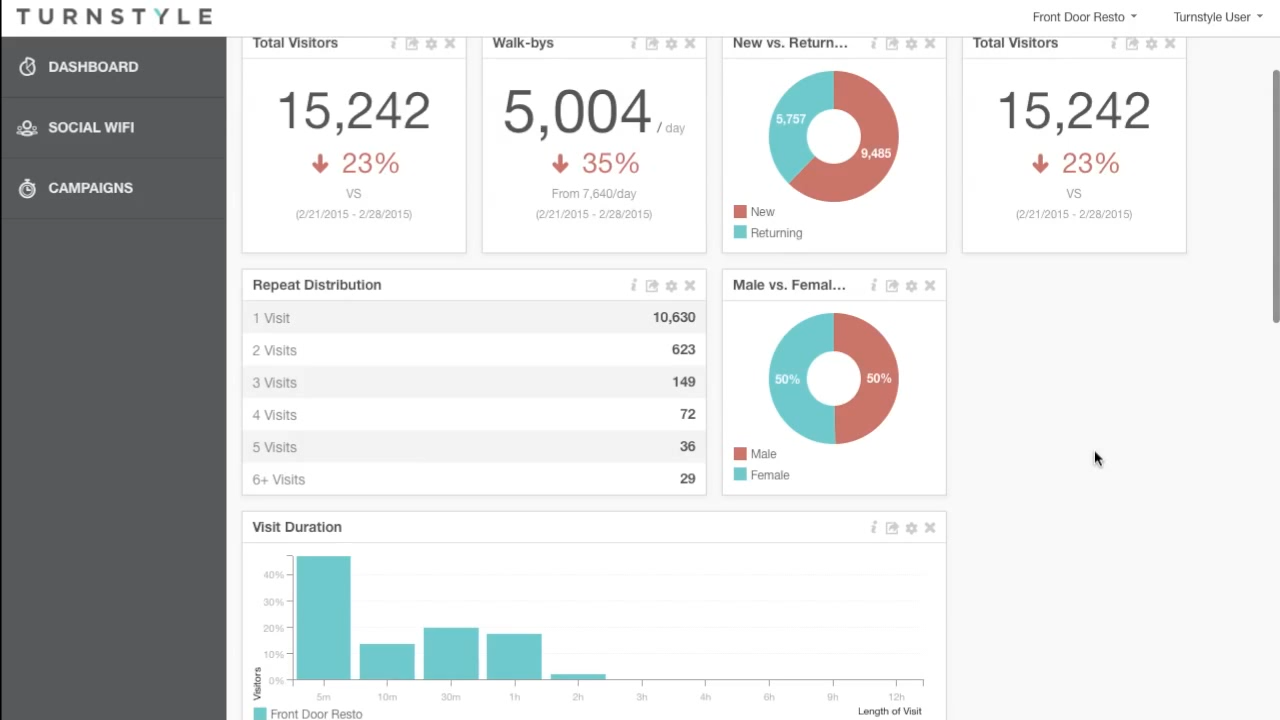 TURNSTYLE
Front Door Resto
Turnstyle User
DASHBOARD
SOCIAL WIFI
CAMPAIGNS
Total Visitors
15,242
23%
VS
(2/21/2015 - 2/28/2015)
Walk-bys
5,004 / day
35%
From 7,640/day
(2/21/2015 - 2/28/2015)
New vs. Return...
5,757
9,485
New
Returning
Total Visitors
15,242
23%
VS
(2/21/2015 - 2/28/2015)
Repeat Distribution
1 Visit 10,630
2 Visits 623
3 Visits 149
4 Visits 72
5 Visits 36
6+ Visits 29
Male vs. Femal...
50%
50%
Male
Female
Visit Duration
40%
30%
20%
10%
0%
Visitors
5m 10m 30m 1h 2h 3h 4h 6h 9h 12h
Length of Visit
Front Door Resto